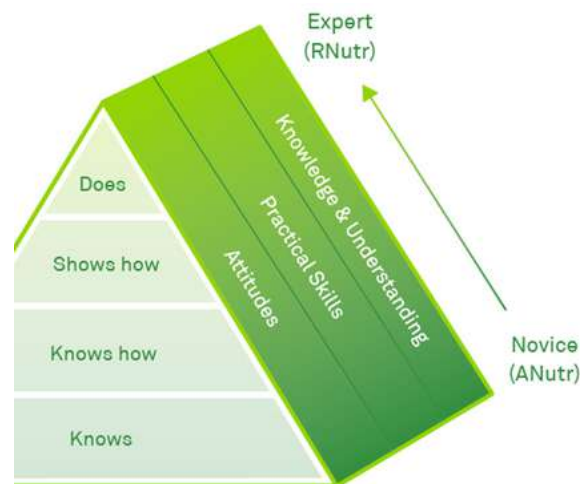 Expert
(RNutr)
Does
Shows how
Knows how
Knows
Attitudes
Practical Skills
Knowledge & Understanding
Novice
(ANutr)